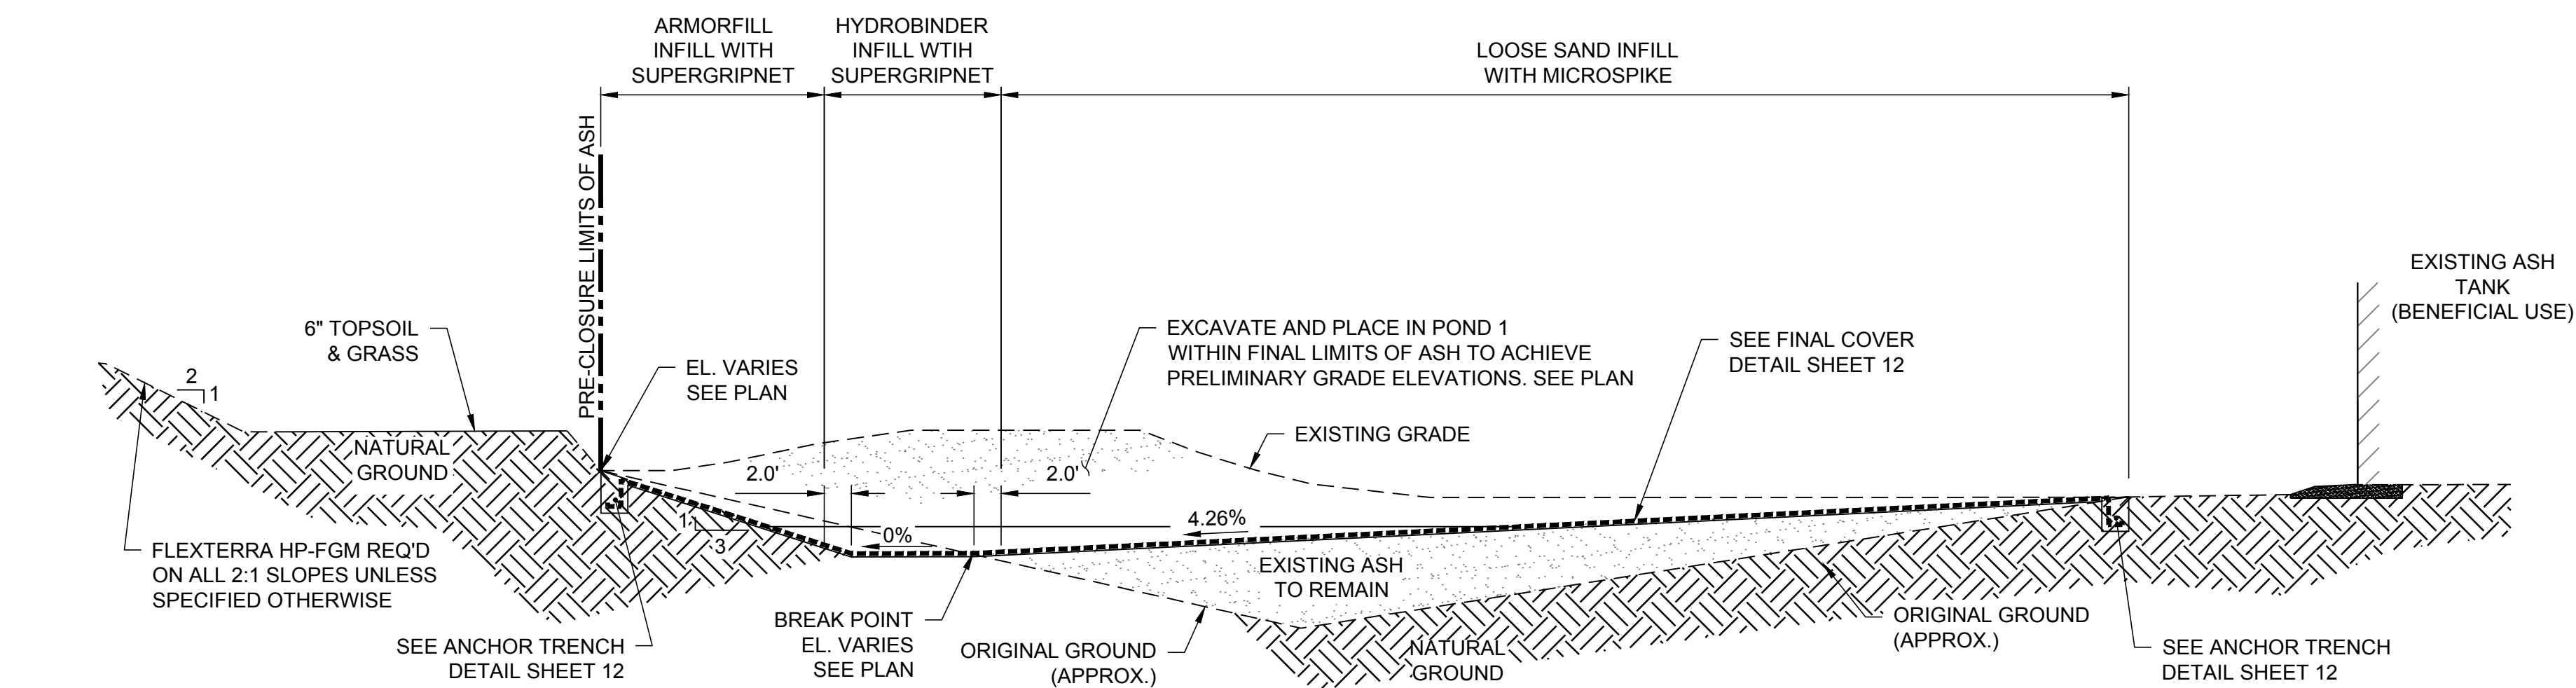 ARMORFILL
INFILL WITH
SUPERGRIPNET
HYDROBINDER
INFILL WTIH
SUPERGRIPNET
LOOSE SAND INFILL
WITH MICROSPIKE
PRE-CLOSURE LIMITS OF ASH
EXISTING ASH
TANK
(BENEFICIAL USE)
6" TOPSOIL
& GRASS
EL. VARIES
SEE PLAN
EXCAVATE AND PLACE IN POND 1
WITHIN FINAL LIMITS OF ASH TO ACHIEVE
PRELIMINARY GRADE ELEVATIONS. SEE PLAN
SEE FINAL COVER
DETAIL SHEET 12
2
1
NATURAL
GROUND
EXISTING GRADE
2.0'
2.0'
1
3
0%
4.26%
FLEXTERRA HP-FGM REQ'D
ON ALL 2:1 SLOPES UNLESS
SPECIFIED OTHERWISE
EXISTING ASH
TO REMAIN
SEE ANCHOR TRENCH
DETAIL SHEET 12
BREAK POINT
EL. VARIES
SEE PLAN
ORIGINAL GROUND
(APPROX.)
NATURAL
GROUND
ORIGINAL GROUND
(APPROX.)
SEE ANCHOR TRENCH
DETAIL SHEET 12